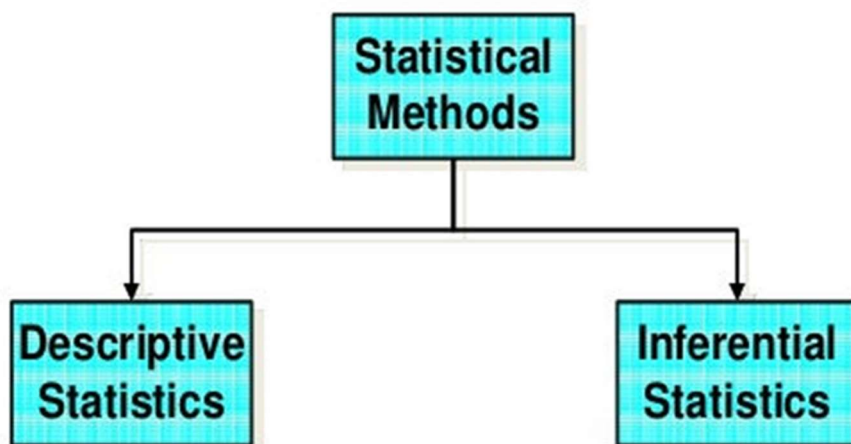 Statistical
Methods
Descriptive
Statistics
Inferential
Statistics